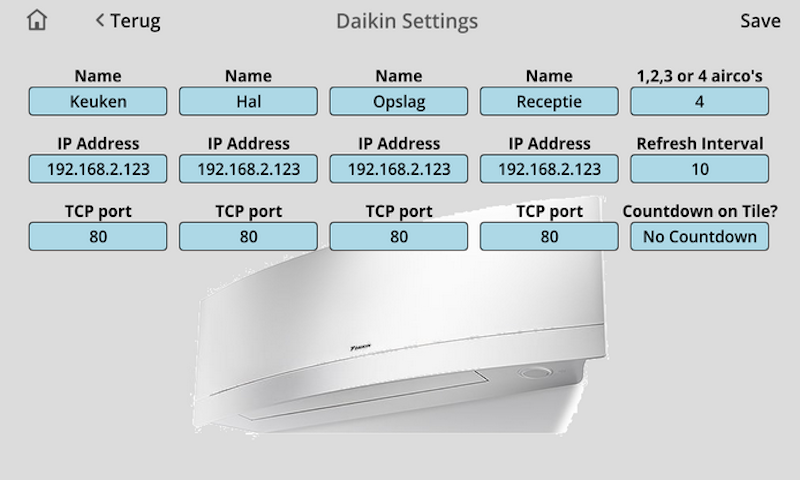 Terug Daikin Settings Save
Name Name Name Name 1,2,3 or 4 airco's
Keuken Hal Opslag Receptie 4
IP Address IP Address IP Address IP Address Refresh Interval
192.168.2.123 192.168.2.123 192.168.2.123 192.168.2.123 10
TCP port TCP port TCP port TCP port Countdown on Tile?
80 80 80 80 No Countdown
DAIKIN